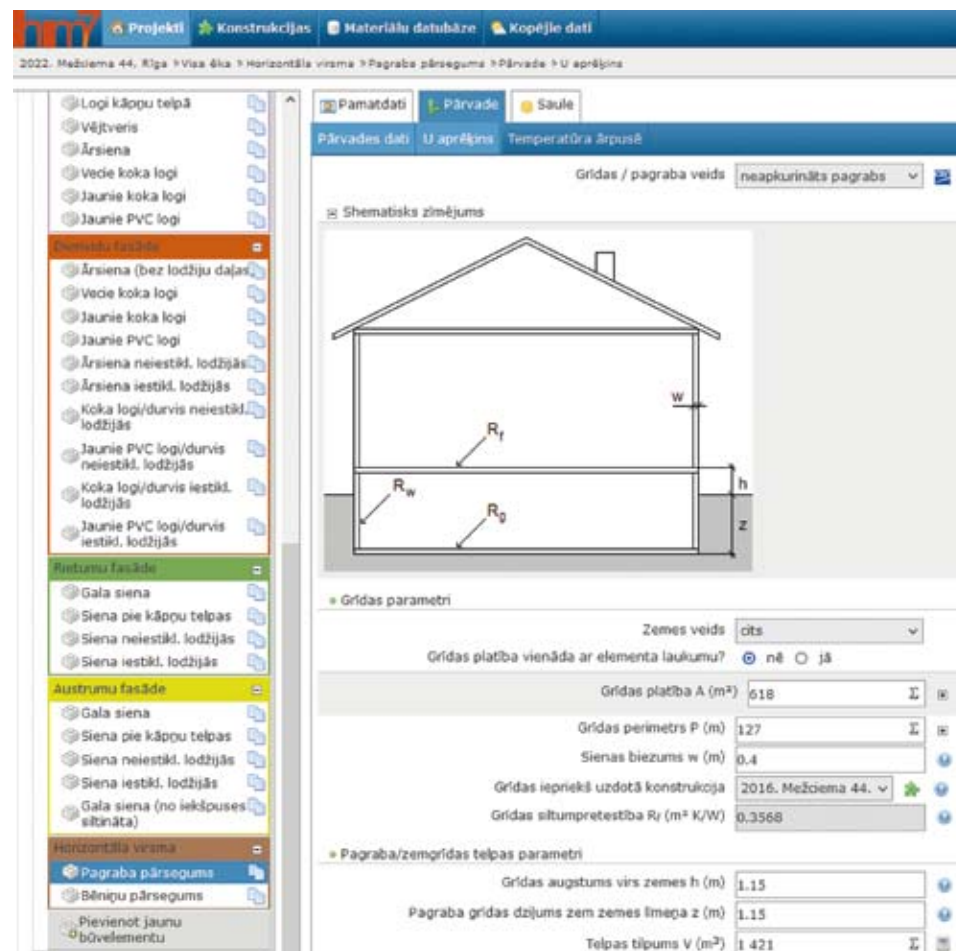 hm7 Projekti Konstrukcijas Materiālu datubāze Kopējie dati
2022. Mežciema 44, Rīga > Visa ēka > Horizontāla virsma > Pagraba pārsegums > Pārvade > U aprēķins
Logi kāpņu telpā
Vējtveris
Ārsiena
Vecie koka logi
Jaunie koka logi
Jaunie PVC logi
Dienvidu fasāde
Ārsiena (bez lodžiju daļas
Vecie koka logi
Jaunie koka logi
Jaunie PVC logi
Ārsiena neiestikl. lodžijās
Ārsiena iestikl. lodžijās
Koka logi/durvis neiestikl.
lodžijās
Jaunie PVC logi/durvis
neiestikl. lodžijās
Koka logi/durvis iestikl.
lodžijās
Jaunie PVC logi/durvis
iestikl. lodžijās
Rietumu fasāde
Gala siena
Siena pie kāpņu telpas
Siena neiestikl. lodžijās
Siena iestikl. lodžijās
Austrumu fasāde
Gala siena
Siena pie kāpņu telpas
Siena neiestikl. lodžijās
Siena iestikl. lodžijās
Gala siena (no iekšpuses
siltināta)
Horizontāla virsma
Pagraba pārsegums
Bēniņu pārsegums
Pievienot jaunu
būvelementu
Pamatdati Pārvade Saule
Pārvades dati U aprēķins Temperatūra ārpusē
Grīdas / pagraba veids neapkurināts pagrabs
Shematisks zīmējums
w
Rf
h
Rw
Rg
z
Grīdas parametri
Zemes veids cits
Grīdas platība vienāda ar elementa laukumu? nē jā
Grīdas platība A (m²) 618 Σ
Grīdas perimetrs P (m) 127 Σ
Sienas biezums w (m) 0.4
Grīdas iepriekš uzdotā konstrukcija 2016. Mežciema 44.
Grīdas siltumpretestība Rf (m² K/W) 0.3568
Pagraba/zemgrīdas telpas parametri
Grīdas augstums virs zemes h (m) 1.15
Pagraba grīdas dziļums zem zemes līmeņa z (m) 1.15
Telpas tilpums V (m³) 1 421 Σ